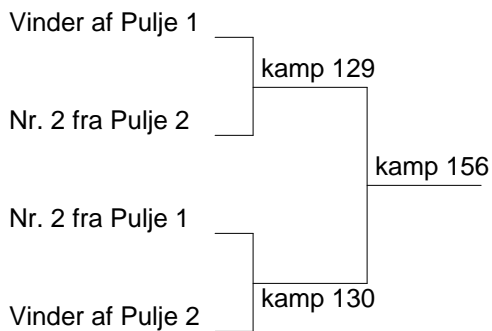 Vinder af Pulje 1
kamp 129
Nr. 2 fra Pulje 2
kamp 156
Nr. 2 fra Pulje 1
kamp 130
Vinder af Pulje 2